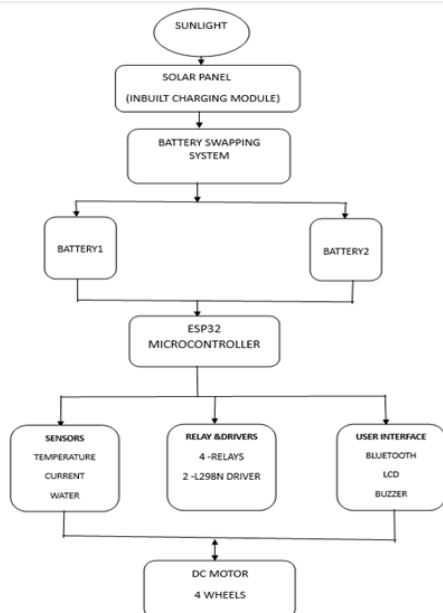 SUNLIGHT
SOLAR PANEL
(INBUILT CHARGING MODULE)
BATTERY SWAPPING
SYSTEM
BATTERY1
BATTERY2
ESP32
MICROCONTROLLER
SENSORS
TEMPERATURE
CURRENT
WATER
RELAY &DRIVERS
4 -RELAYS
2 -L298N DRIVER
USER INTERFACE
BLUETOOTH
LCD
BUZZER
DC MOTOR
4 WHEELS